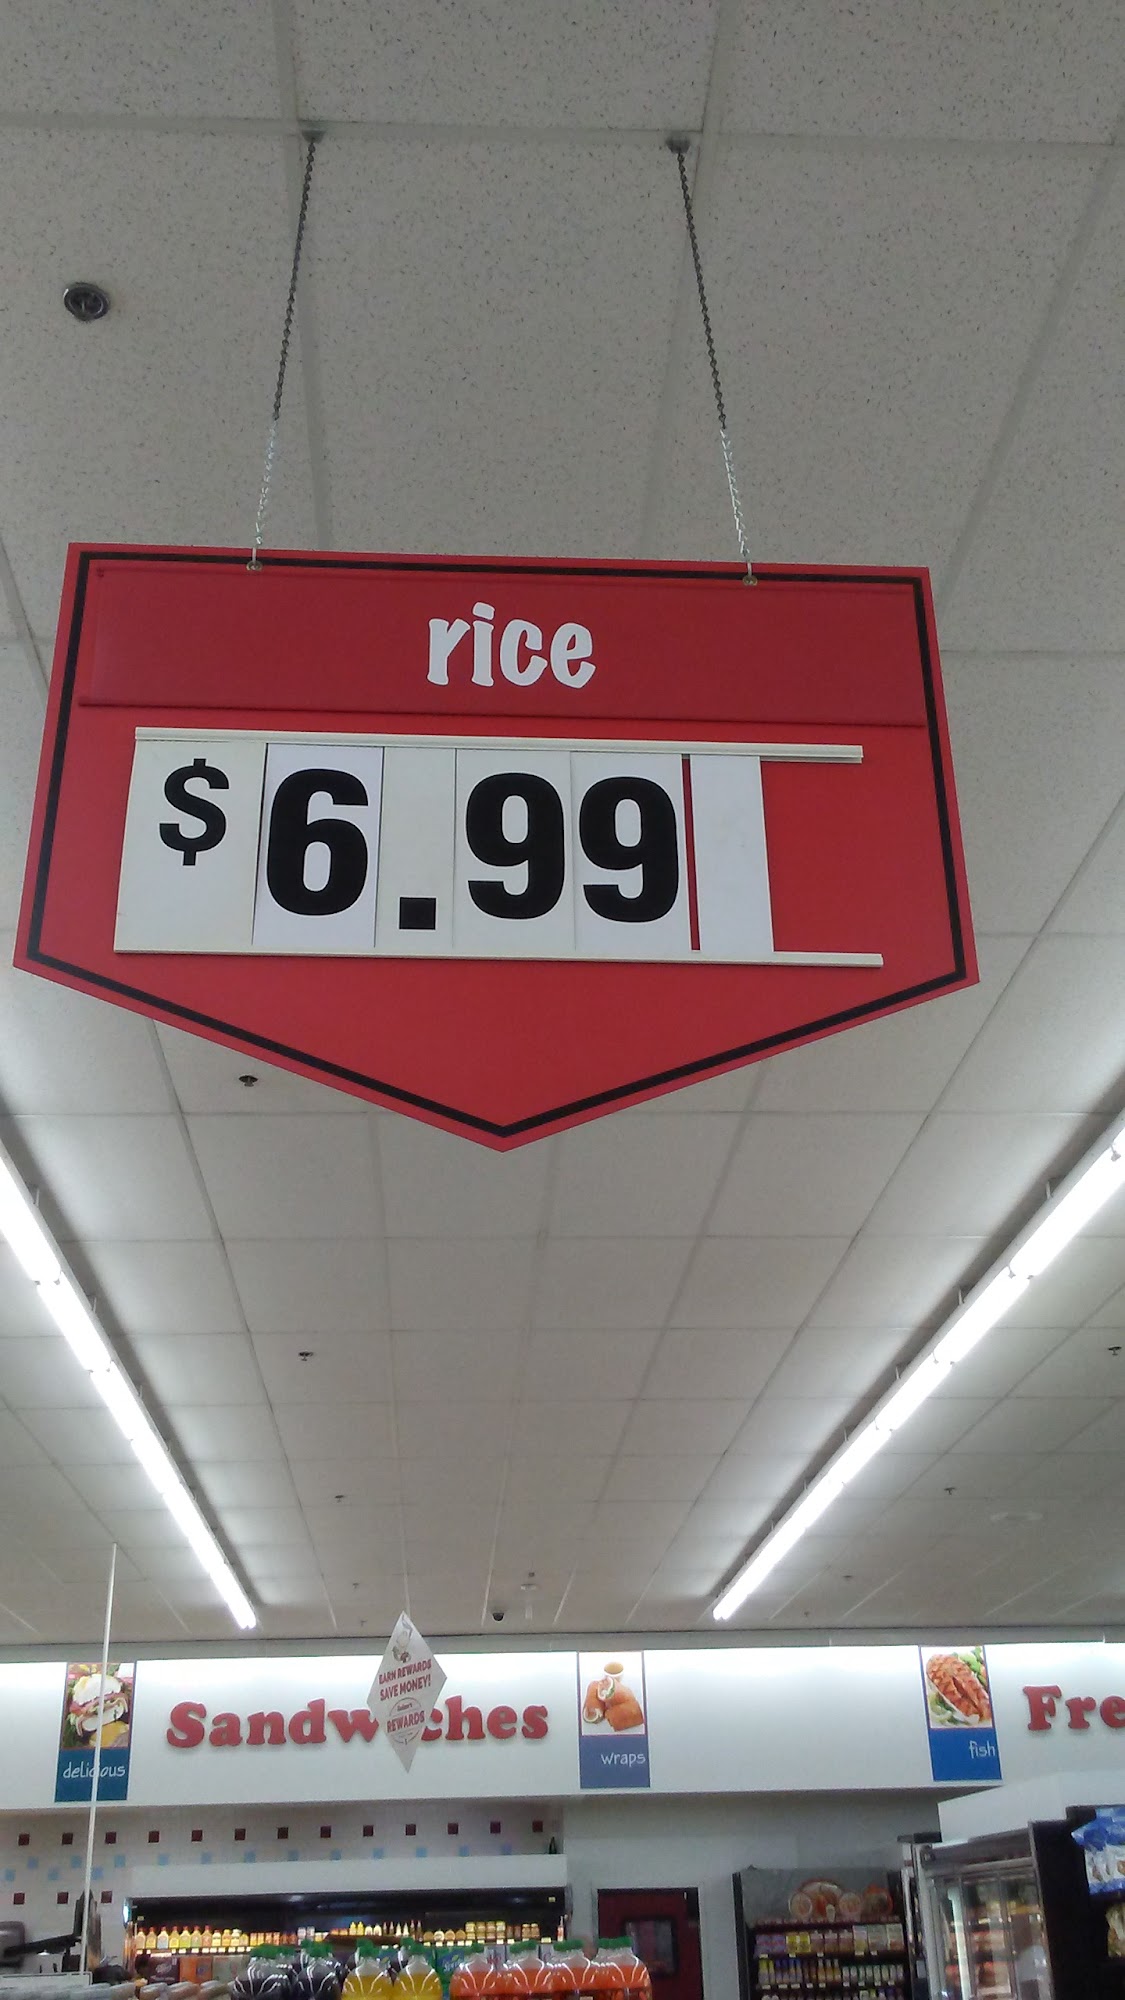 rice
$6.99
EARN REWARDS
SAVE MONEY!
REWARDS
Sandw ches
delicious
wraps
fish
Fre